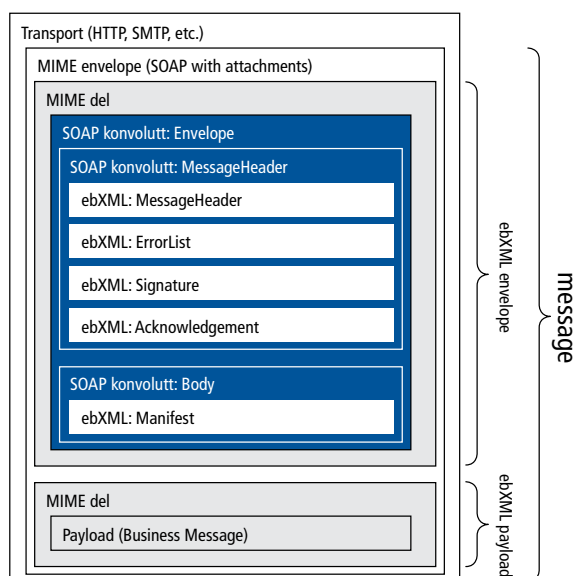 Transport (HTTP, SMTP, etc.)
MIME envelope (SOAP with attachments)
MIME del
SOAP konvolutt: Envelope
SOAP konvolutt: MessageHeader
ebXML: MessageHeader
ebXML: ErrorList
ebXML: Signature
ebXML: Acknowledgement
SOAP konvolutt: Body
ebXML: Manifest
MIME del
Payload (Business Message)
ebXML envelope
ebXML payload
message